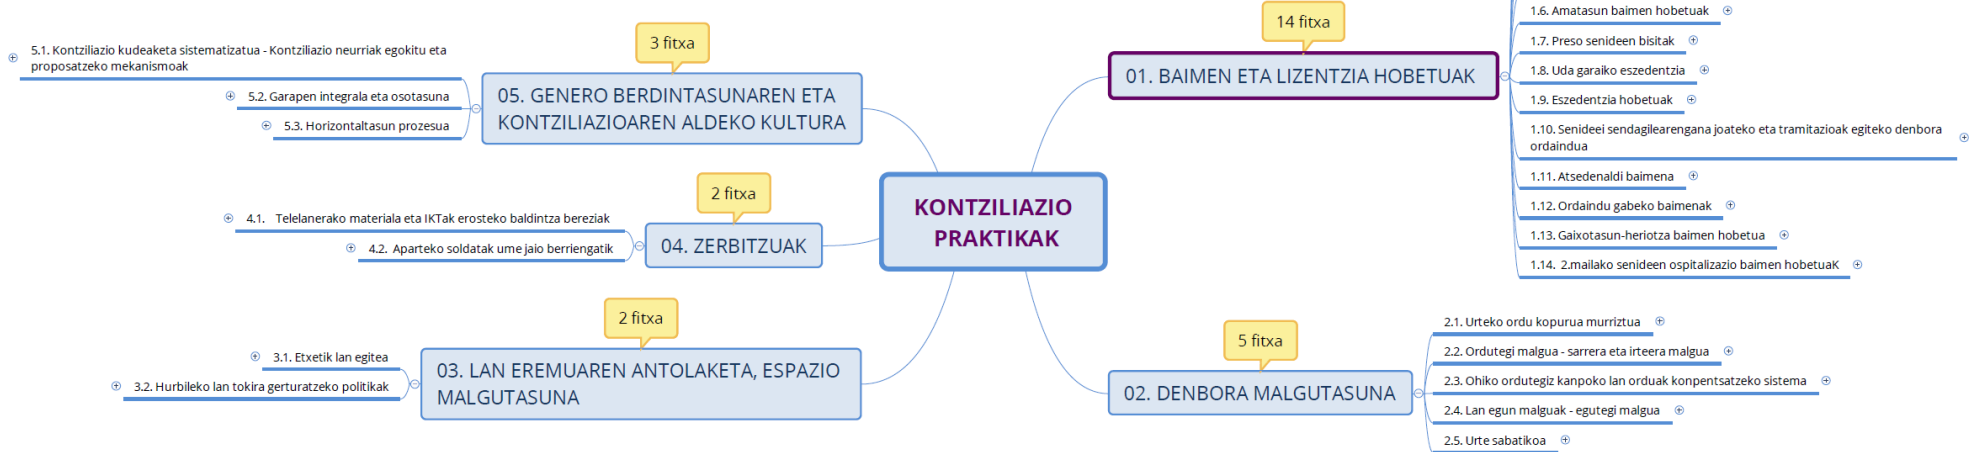 KONTZILIAZIO
PRAKTIKAK
14 fitxa
01. BAIMEN ETA LIZENTZIA HOBETUAK
1.6. Amatasun baimen hobetuak
1.7. Preso senideen bisitak
1.8. Uda garaiko eszedentzia
1.9. Eszedentzia hobetuak
1.10. Senideei sendagilearengana joateko eta tramitazioak egiteko denbora
ordaindua
1.11. Atsedenaldi baimena
1.12. Ordaindu gabeko baimenak
1.13. Gaixotasun-heriotza baimen hobetua
1.14. 2.mailako senideen ospitalizazio baimen hobetuaK
5 fitxa
02. DENBORA MALGUTASUNA
2.1. Urteko ordu kopurua murriztua
2.2. Ordutegi malgua - sarrera eta irteera malgua
2.3. Ohiko ordutegiz kanpoko lan orduak konpentsatzeko sistema
2.4. Lan egun malguak - egutegi malgua
2.5. Urte sabatikoa
2 fitxa
03. LAN EREMUAREN ANTOLAKETA, ESPAZIO
MALGUTASUNA
3.1. Etxetik lan egitea
3.2. Hurbileko lan tokira gerturatzeko politikak
2 fitxa
04. ZERBITZUAK
4.1. Telelanerako materiala eta IKTak erosteko baldintza bereziak
4.2. Aparteko soldatak ume jaio berriengatik
3 fitxa
05. GENERO BERDINTASUNAREN ETA
KONTZILIAZIOAREN ALDEKO KULTURA
5.1. Kontziliazio kudeaketa sistematizatua - Kontziliazio neurriak egokitu eta
proposatzeko mekanismoak
5.2. Garapen integrala eta osotasuna
5.3. Horizontaltasun prozesua